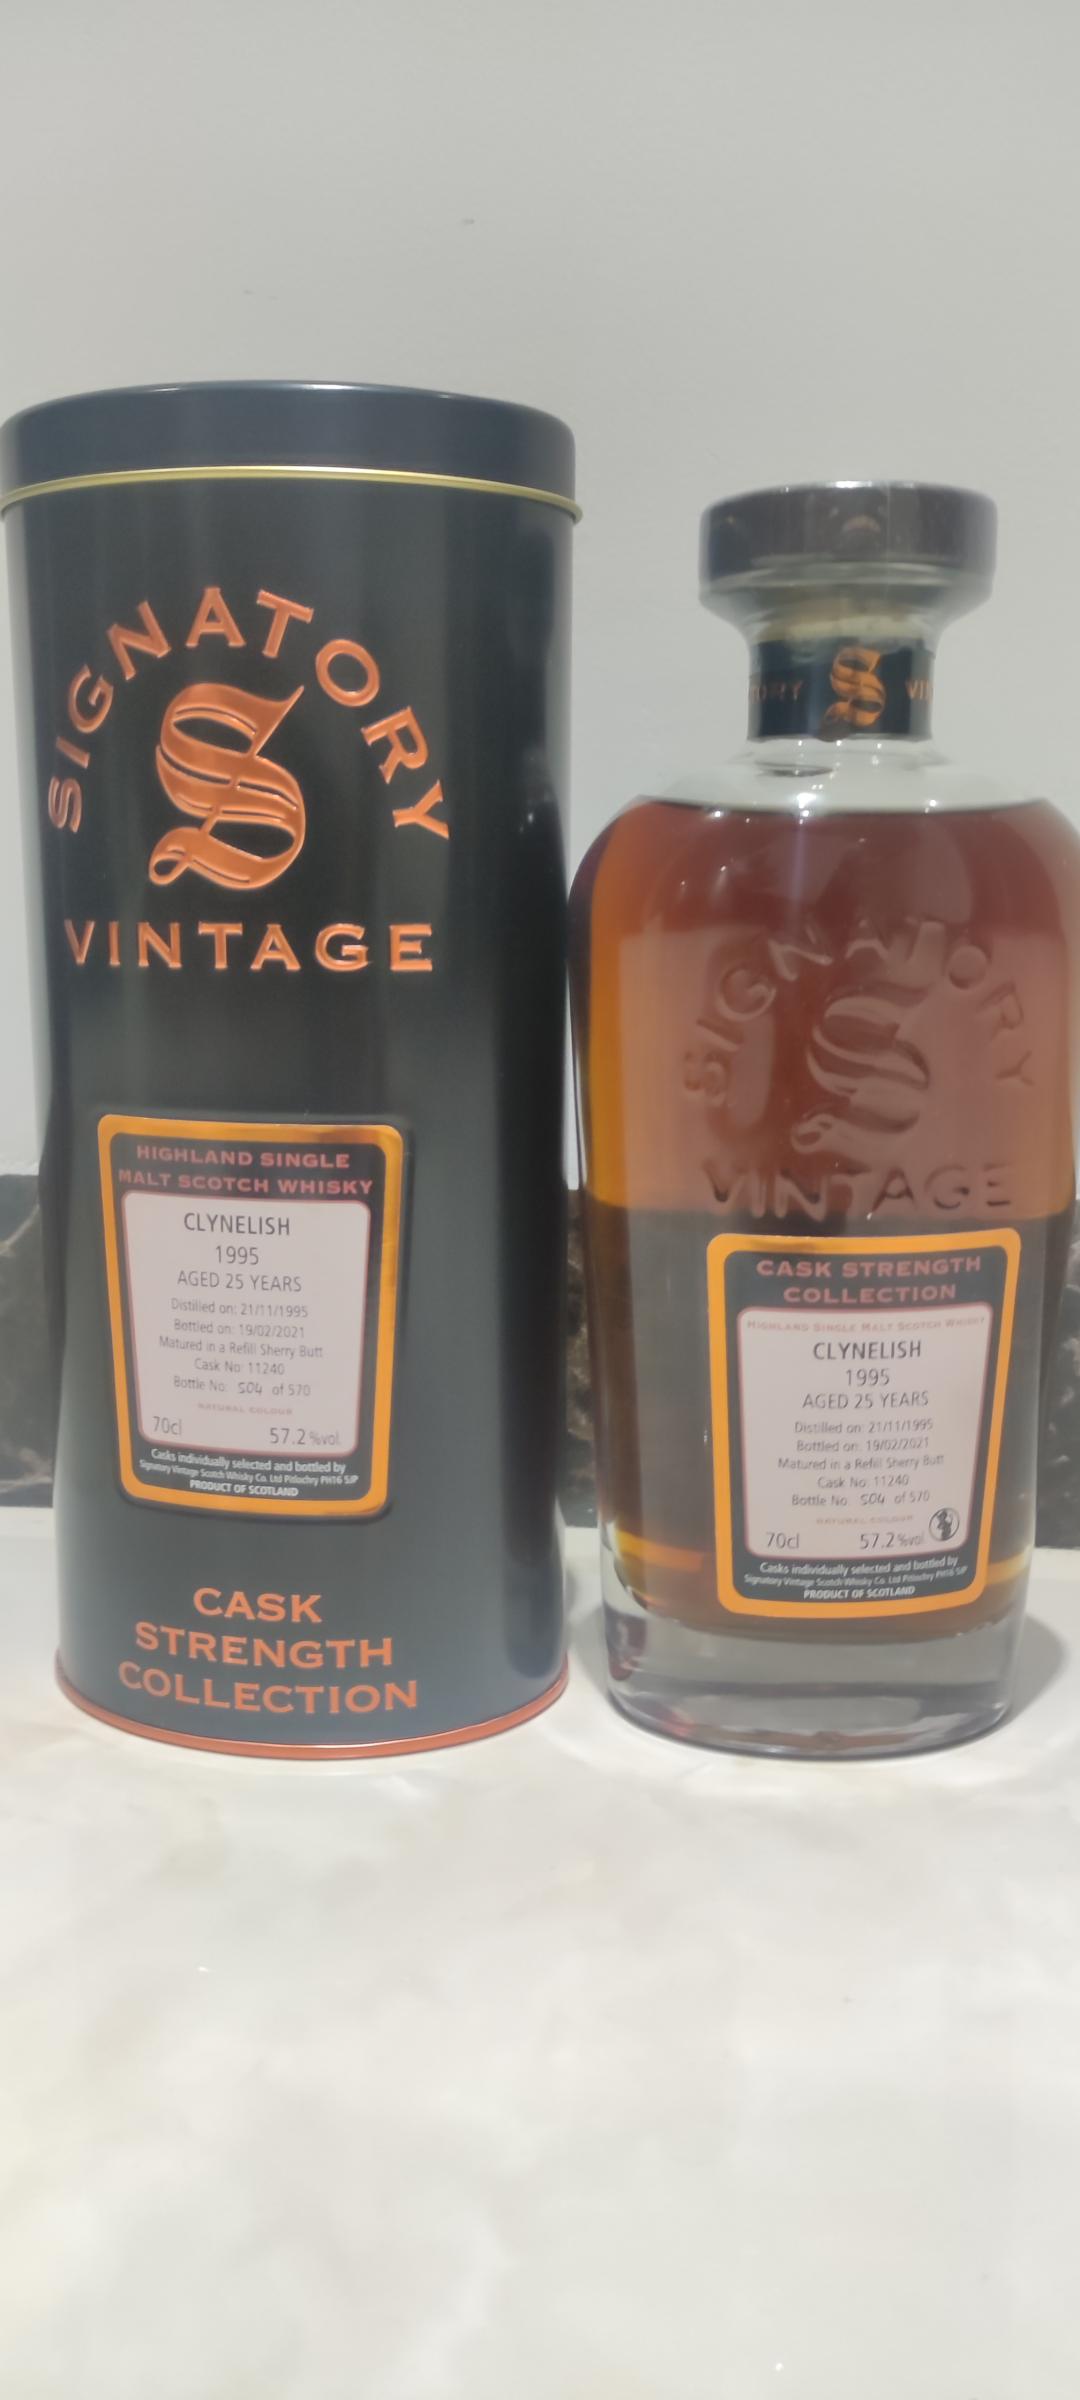 SIGNATORY
S
VINTAGE
HIGHLAND SINGLE
MALT SCOTCH WHISKY
CLYNELISH
1995
AGED 25 YEARS
Distilled on: 21/11/1995
Bottled on: 19/02/2021
Matured in a Refill Sherry Butt
Cask No: 11240
Bottle No: 504 of 570
NATURAL COLOUR
70cl 57.2%vol.
Casks individually selected and bottled by
Signatory Vintage Scotch Whisky Co. Ltd Pitlochry PH16 5JP
PRODUCT OF SCOTLAND
CASK
STRENGTH
COLLECTION
TORY S VIN
SIGNATORY
S
VINTAGE
CASK STRENGTH
COLLECTION
HIGHLAND SINGLE MALT SCOTCH WHISKY
CLYNELISH
1995
AGED 25 YEARS
Distilled on: 21/11/1995
Bottled on: 19/02/2021
Matured in a Refill Sherry Butt
Cask No: 11240
Bottle No: 504 of 570
NATURAL COLOUR
70cl 57.2%vol
Casks individually selected and bottled by
Signatory Vintage Scotch Whisky Co. Ltd Pitlochry PH16 5JP
PRODUCT OF SCOTLAND